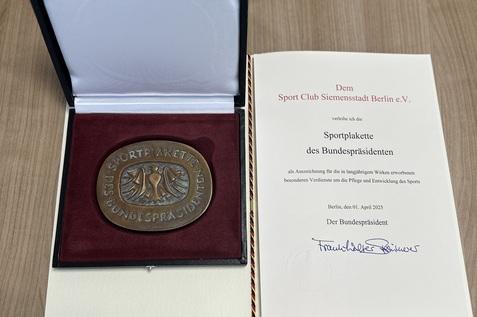 SPORTPLAKETTE
DES BUNDESPRÄSIDENTEN
Dem
Sport Club Siemensstadt Berlin e.V.
verleihe ich die
Sportplakette
des Bundespräsidenten
als Auszeichnung für die in langjährigem Wirken erworbenen
besonderen Verdienste um die Pflege und Entwicklung des Sports
Berlin, den 01. April 2025
Der Bundespräsident